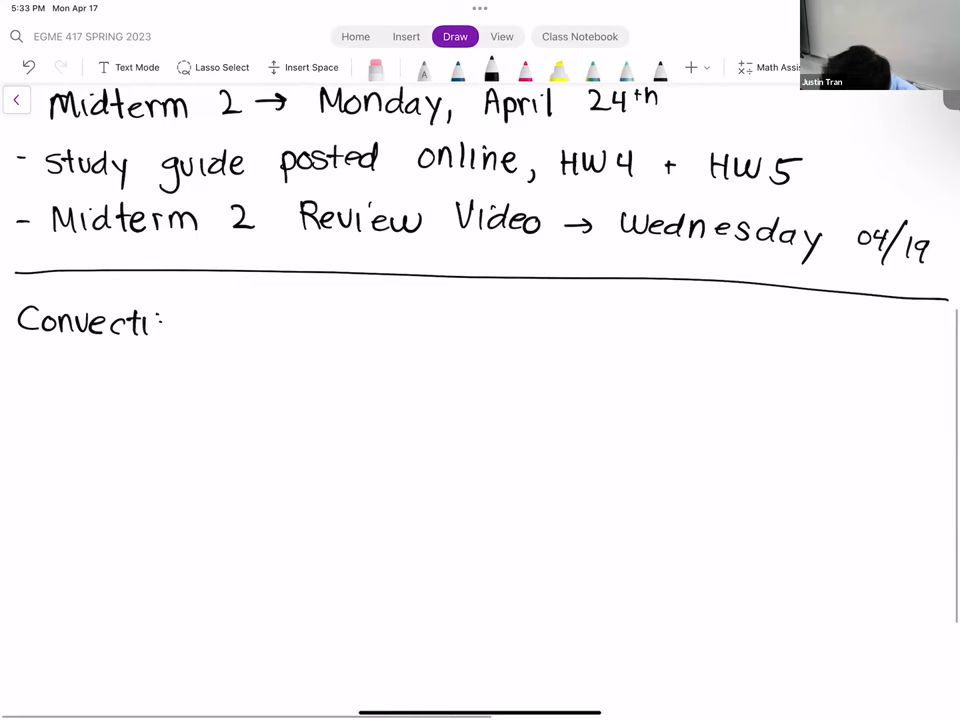 5:33 PM Mon Apr 17
EGME 417 SPRING 2023
Home Insert Draw View Class Notebook
Text Mode Lasso Select Insert Space Math Assis
Justin Tran
Midterm 2 → Monday, April 24th
- study guide posted online, HW4 + HW5
- Midterm 2 Review Video → Wednesday 04/19
Convecti